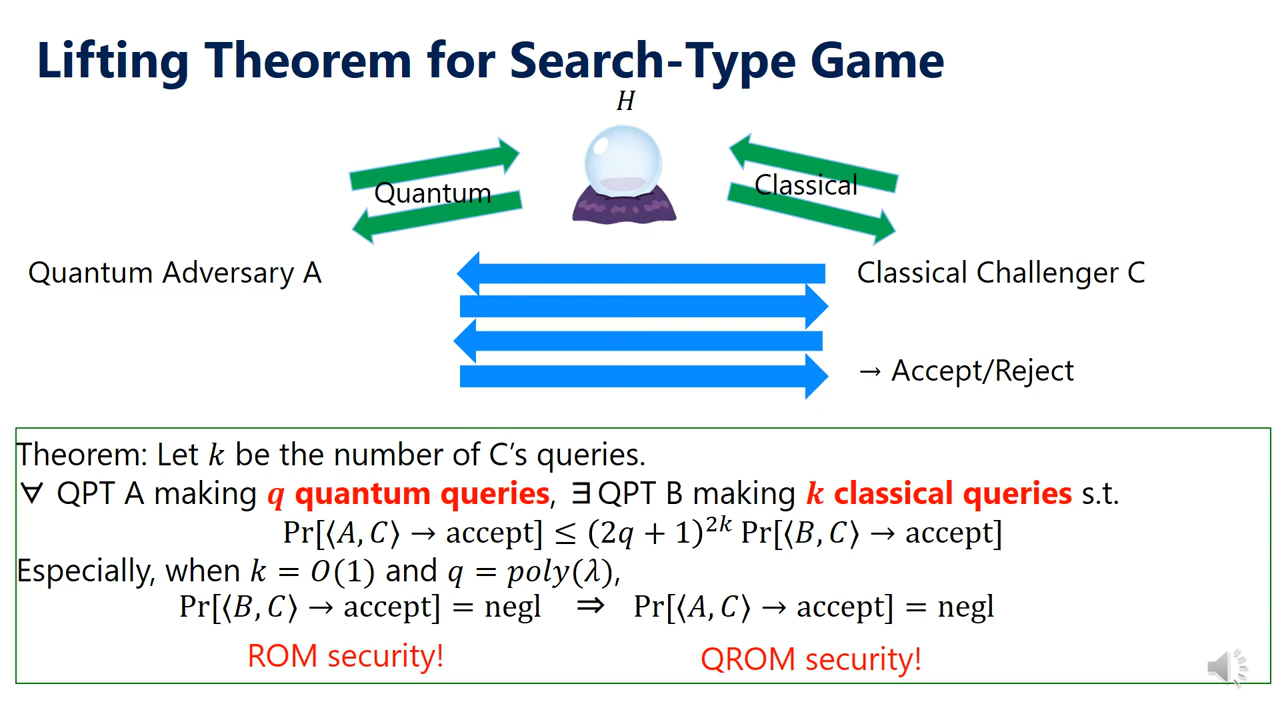 Lifting Theorem for Search-Type Game
H
Quantum
Classical
Quantum Adversary A
Classical Challenger C
→ Accept/Reject
Theorem: Let k be the number of C’s queries.
∀ QPT A making q quantum queries, ∃ QPT B making k classical queries s.t.
Pr[⟨A, C⟩ → accept] ≤ (2q + 1)^{2k} Pr[⟨B, C⟩ → accept]
Especially, when k = O(1) and q = poly(λ),
Pr[⟨B, C⟩ → accept] = negl ⇒ Pr[⟨A, C⟩ → accept] = negl
ROM security! QROM security!